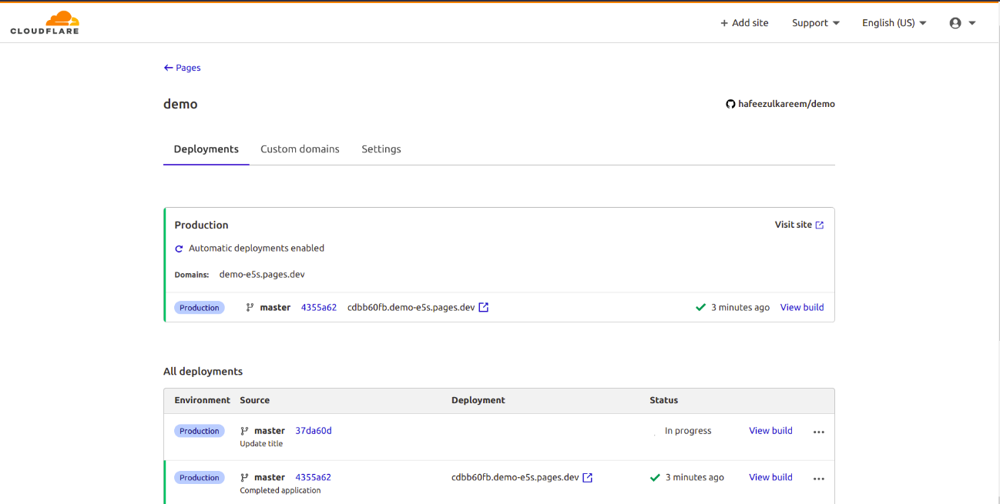 CLOUDFLARE
+ Add site Support English (US)
← Pages
demo
hafeezulkareem/demo
Deployments Custom domains Settings
Production Visit site
Automatic deployments enabled
Domains: demo-e5s.pages.dev
Production master 4355a62 cdbb60fb.demo-e5s.pages.dev 3 minutes ago View build
All deployments
Environment Source Deployment Status
Production master 37da60d In progress View build ...
Update title
Production master 4355a62 cdbb60fb.demo-e5s.pages.dev 3 minutes ago View build ...
Completed application